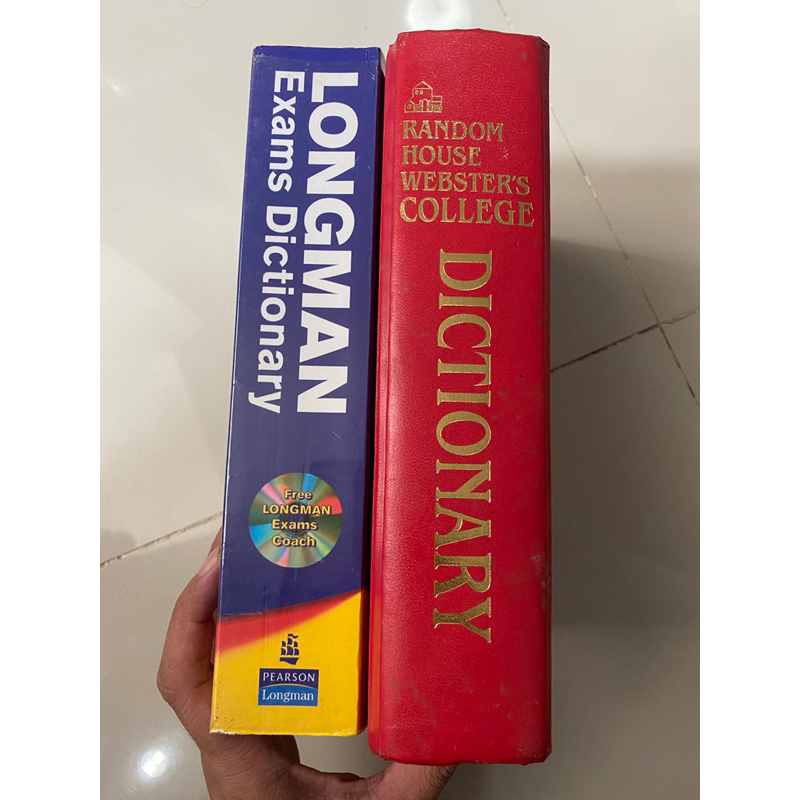 LONGMAN
Exams Dictionary
Free
LONGMAN
Exams
Coach
PEARSON
Longman
RANDOM
HOUSE
WEBSTER'S
COLLEGE
DICTIONARY